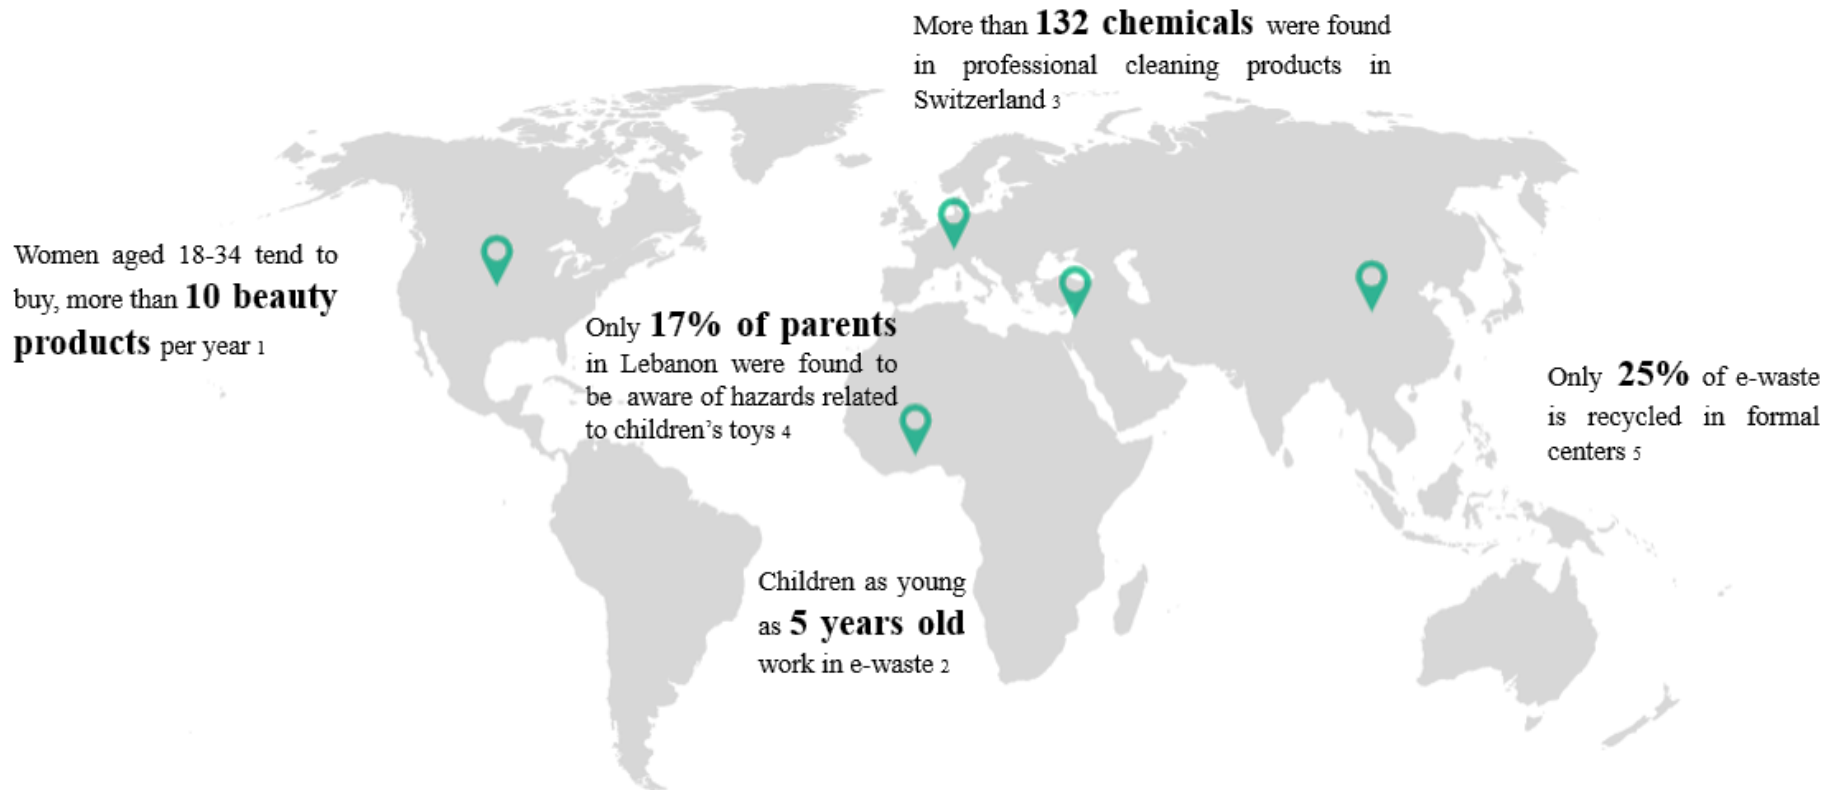 More than 132 chemicals were found
in professional cleaning products in
Switzerland 3
Women aged 18-34 tend to
buy, more than 10 beauty
products per year 1
Only 17% of parents
in Lebanon were found to
be aware of hazards related
to children’s toys 4
Only 25% of e-waste
is recycled in formal
centers 5
Children as young
as 5 years old
work in e-waste 2